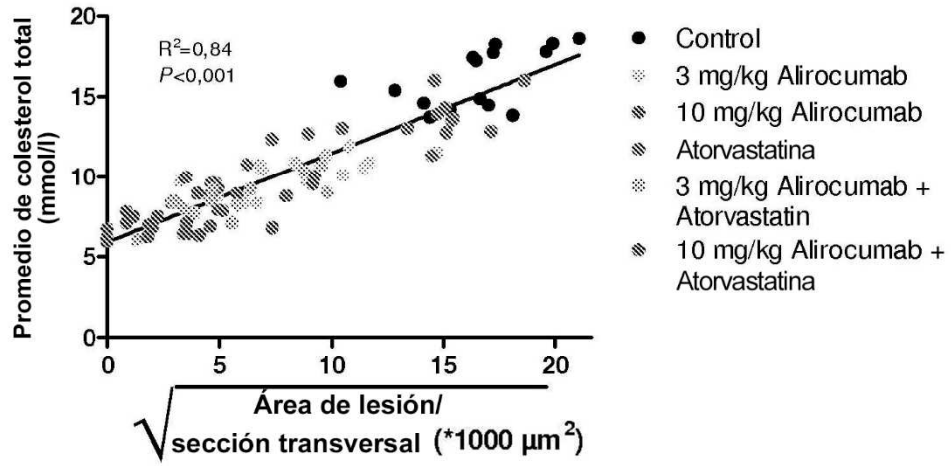 Promedio de colesterol total
(mmol/l)
20
15
10
5
0
R²=0,84
P<0,001
0 5 10 15 20
√ Área de lesión/
sección transversal (*1000 µm²)
Control
3 mg/kg Alirocumab
10 mg/kg Alirocumab
Atorvastatina
3 mg/kg Alirocumab +
Atorvastatin
10 mg/kg Alirocumab +
Atorvastatina